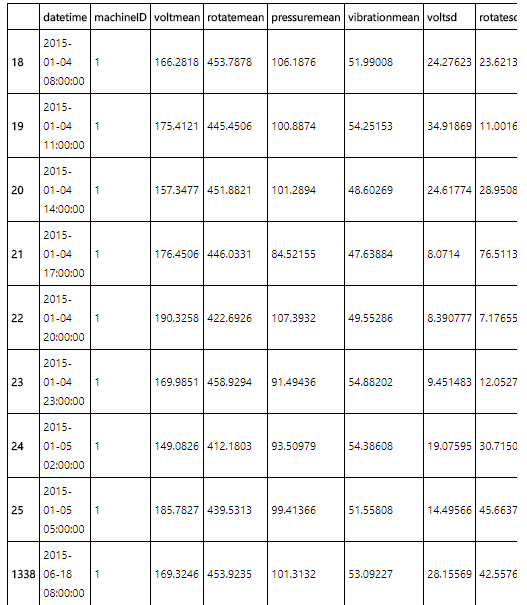 datetime machineID voltmean rotatemean pressuremean vibrationmean voltsd rotatesd
18 2015-01-04 08:00:00 1 166.2818 453.7878 106.1876 51.99008 24.27623 23.6213
19 2015-01-04 11:00:00 1 175.4121 445.4506 100.8874 54.25153 34.91869 11.0016
20 2015-01-04 14:00:00 1 157.3477 451.8821 101.2894 48.60269 24.61774 28.9508
21 2015-01-04 17:00:00 1 176.4506 446.0331 84.52155 47.63884 8.0714 76.5113
22 2015-01-04 20:00:00 1 190.3258 422.6926 107.3932 49.55286 8.390777 7.17655
23 2015-01-04 23:00:00 1 169.9851 458.9294 91.49436 54.88202 9.451483 12.0527
24 2015-01-05 02:00:00 1 149.0826 412.1803 93.50979 54.38608 19.07595 30.7150
25 2015-01-05 05:00:00 1 185.7827 439.5313 99.41366 51.55808 14.49566 45.6637
1338 2015-06-18 08:00:00 1 169.3246 453.9235 101.3132 53.09227 28.15569 42.5576